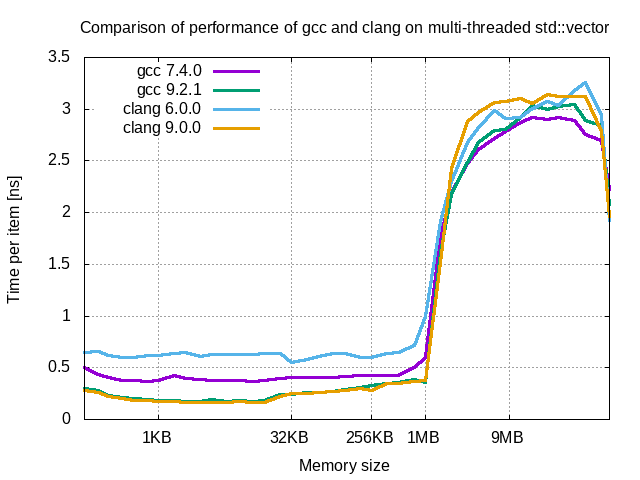 Comparison of performance of gcc and clang on multi-threaded std::vector
3.5
3
2.5
2
1.5
1
0.5
0
Time per item [ns]
gcc 7.4.0
gcc 9.2.1
clang 6.0.0
clang 9.0.0
1KB 32KB 256KB 1MB 9MB
Memory size